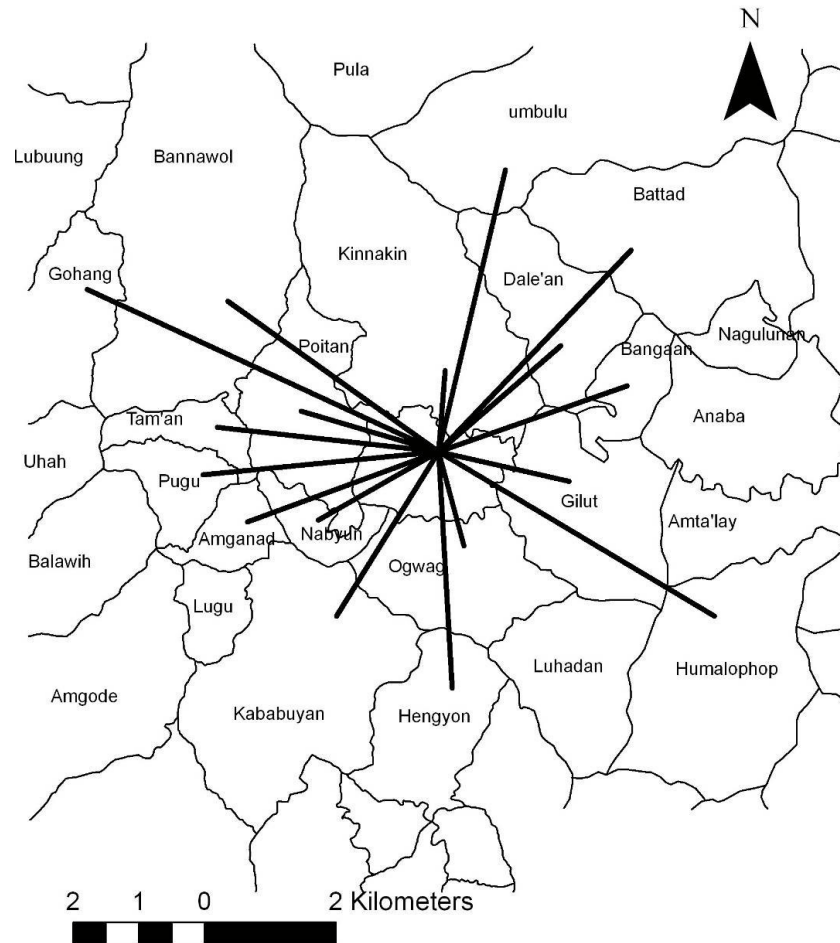 N
Pula
umbulu
Lubuung
Bannawol
Battad
Kinnakin
Gohang
Dale'an
Nagulunan
Poitan
Bangaan
Tam'an
Anaba
Uhah
Pugu
Gilut
Amta'lay
Nabyun
Amganad
Balawih
Ogwag
Lugu
Luhadan
Humalophop
Amgode
Kababuyan
Hengyon
2 1 0 2 Kilometers